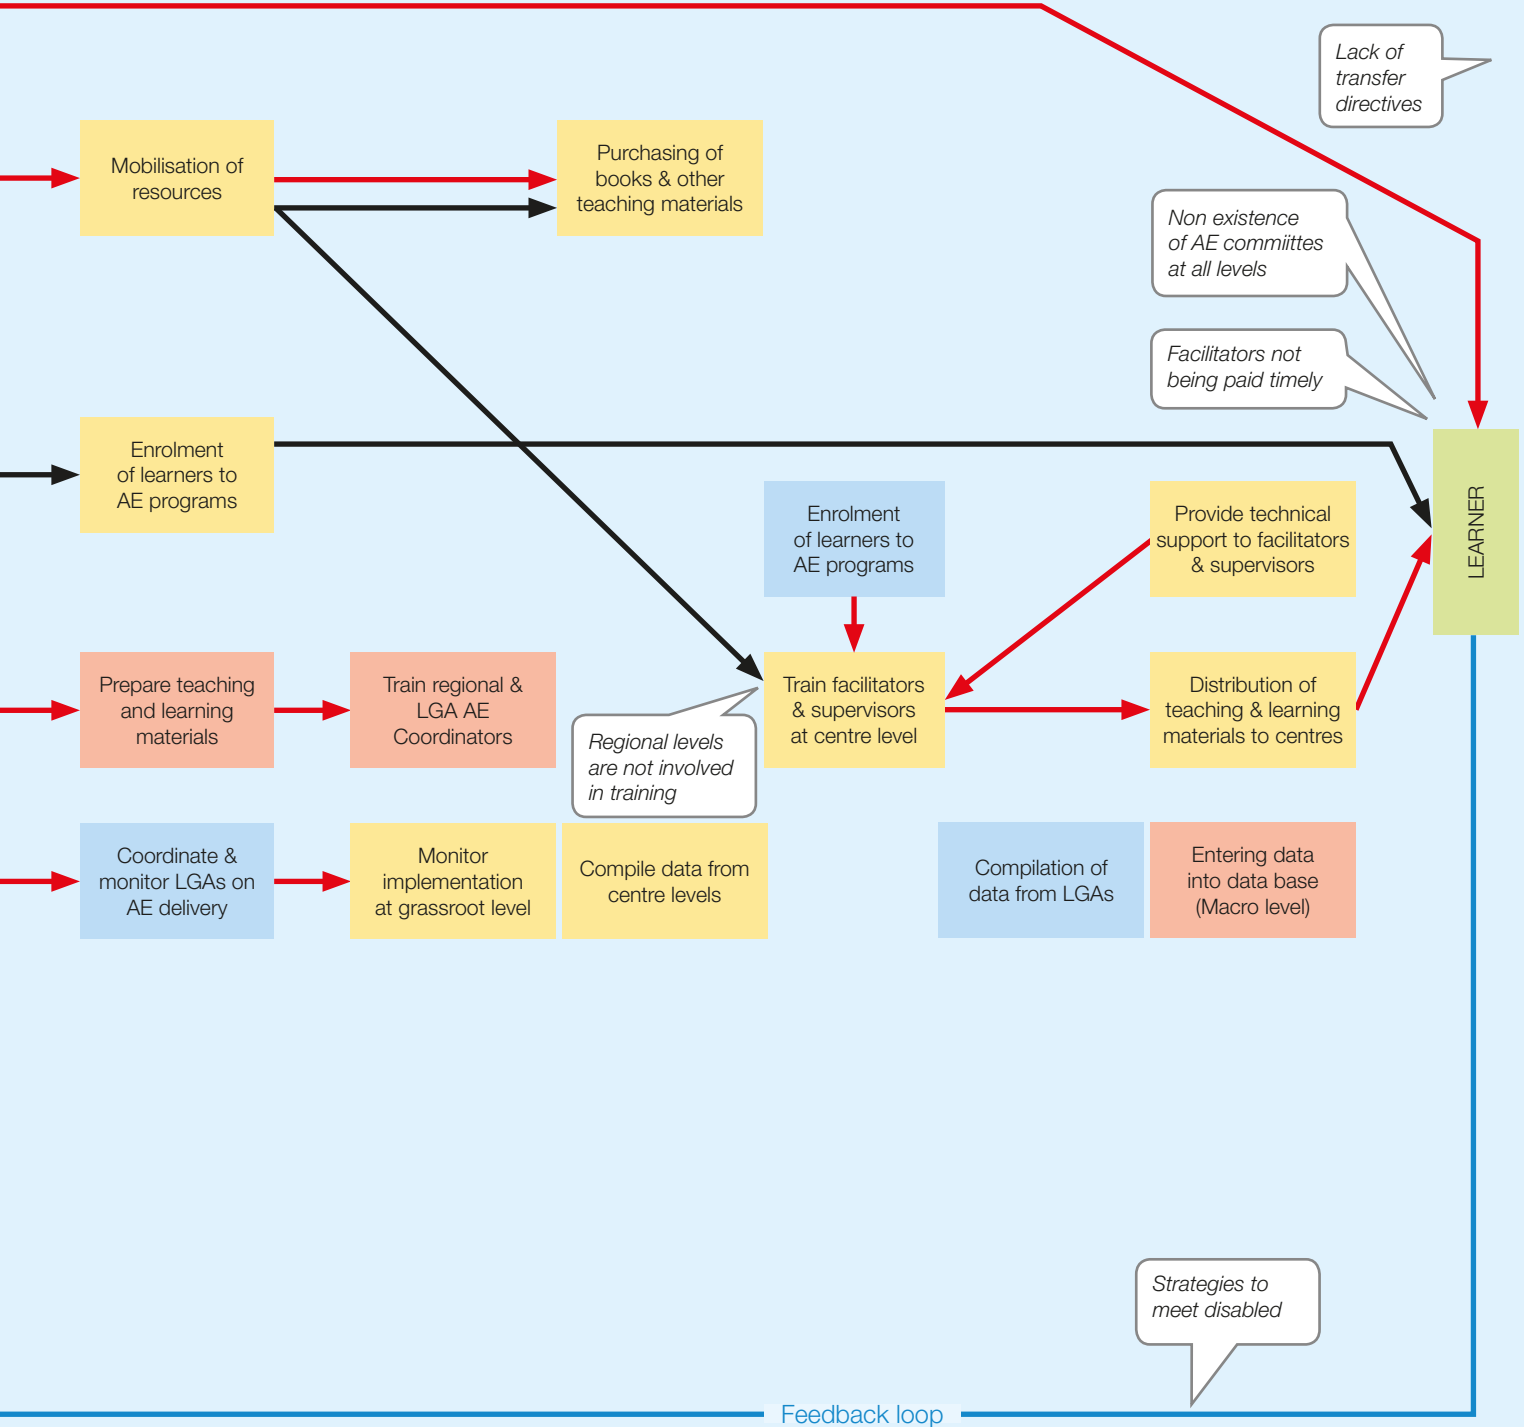 Lack of
transfer
directives
Mobilisation of
resources
Purchasing of
books & other
teaching materials
Non existence
of AE commiittes
at all levels
Facilitators not
being paid timely
Enrolment
of learners to
AE programs
Enrolment
of learners to
AE programs
Provide technical
support to facilitators
& supervisors
LEARNER
Prepare teaching
and learning
materials
Train regional &
LGA AE
Coordinators
Regional levels
are not involved
in training
Train facilitators
& supervisors
at centre level
Distribution of
teaching & learning
materials to centres
Coordinate &
monitor LGAs on
AE delivery
Monitor
implementation
at grassroot level
Compile data from
centre levels
Compilation of
data from LGAs
Entering data
into data base
(Macro level)
Strategies to
meet disabled
Feedback loop